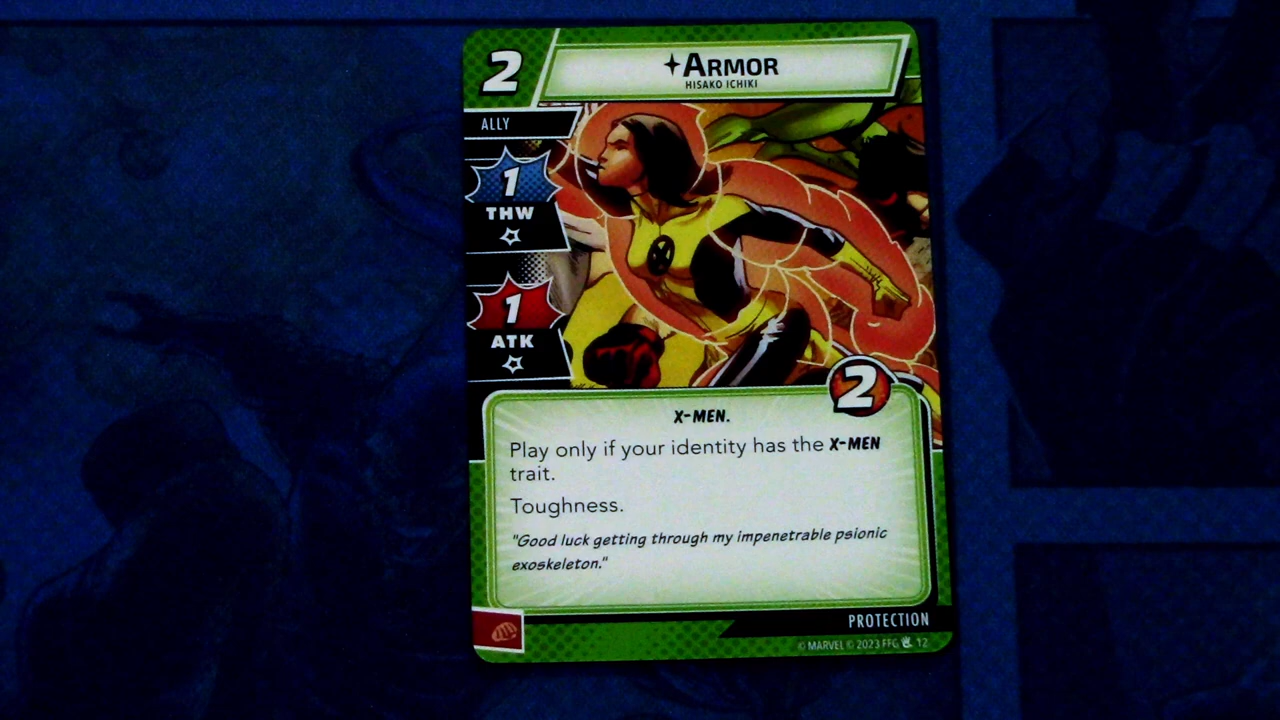 2
ARMOR
HISAKO ICHIKI
ALLY
1
THW
1
ATK
2
X-MEN.
Play only if your identity has the X-MEN
trait.
Toughness.
"Good luck getting through my impenetrable psionic
exoskeleton."
PROTECTION
© MARVEL © 2023 FFG 12